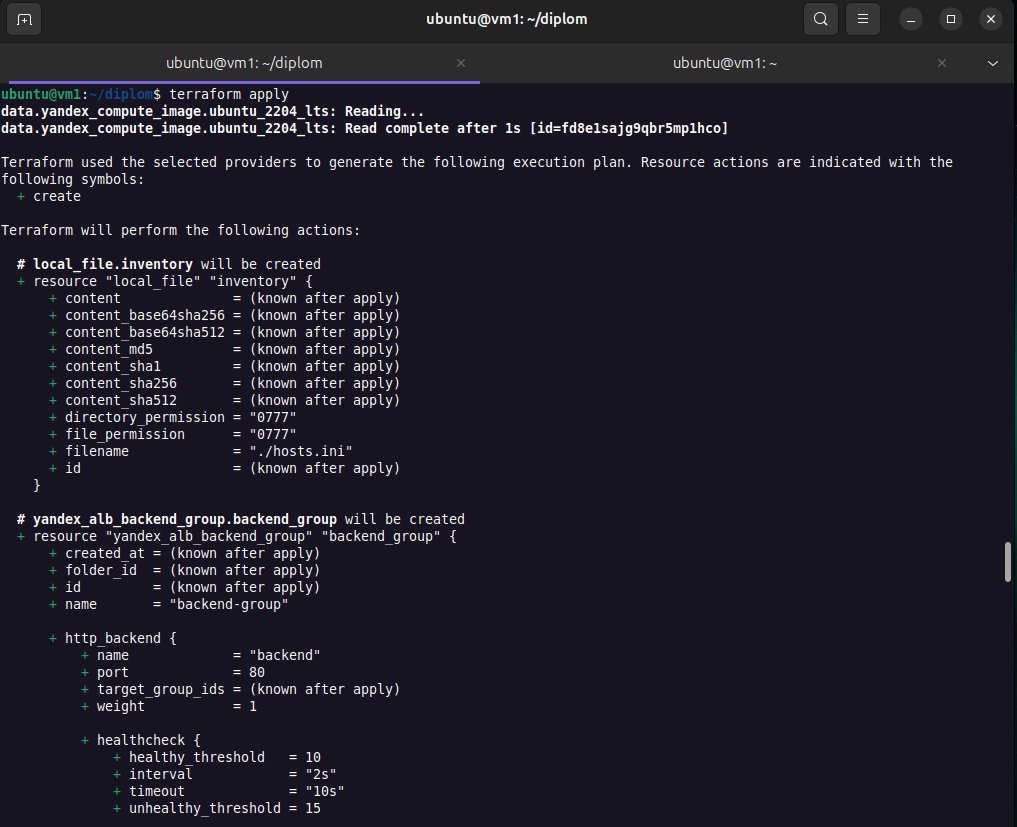 ubuntu@vm1: ~/diplom
ubuntu@vm1: ~/diplom
ubuntu@vm1: ~
ubuntu@vm1:~/diplom$ terraform apply
data.yandex_compute_image.ubuntu_2204_lts: Reading...
data.yandex_compute_image.ubuntu_2204_lts: Read complete after 1s [id=fd8e1sajg9qbr5mp1hco]

Terraform used the selected providers to generate the following execution plan. Resource actions are indicated with the
following symbols:
  + create

Terraform will perform the following actions:

  # local_file.inventory will be created
  + resource "local_file" "inventory" {
      + content              = (known after apply)
      + content_base64sha256 = (known after apply)
      + content_base64sha512 = (known after apply)
      + content_md5          = (known after apply)
      + content_sha1         = (known after apply)
      + content_sha256       = (known after apply)
      + content_sha512       = (known after apply)
      + directory_permission = "0777"
      + file_permission      = "0777"
      + filename             = "./hosts.ini"
      + id                   = (known after apply)
    }

  # yandex_alb_backend_group.backend_group will be created
  + resource "yandex_alb_backend_group" "backend_group" {
      + created_at = (known after apply)
      + folder_id  = (known after apply)
      + id         = (known after apply)
      + name       = "backend-group"

      + http_backend {
          + name             = "backend"
          + port             = 80
          + target_group_ids = (known after apply)
          + weight           = 1

          + healthcheck {
              + healthy_threshold   = 10
              + interval            = "2s"
              + timeout             = "10s"
              + unhealthy_threshold = 15